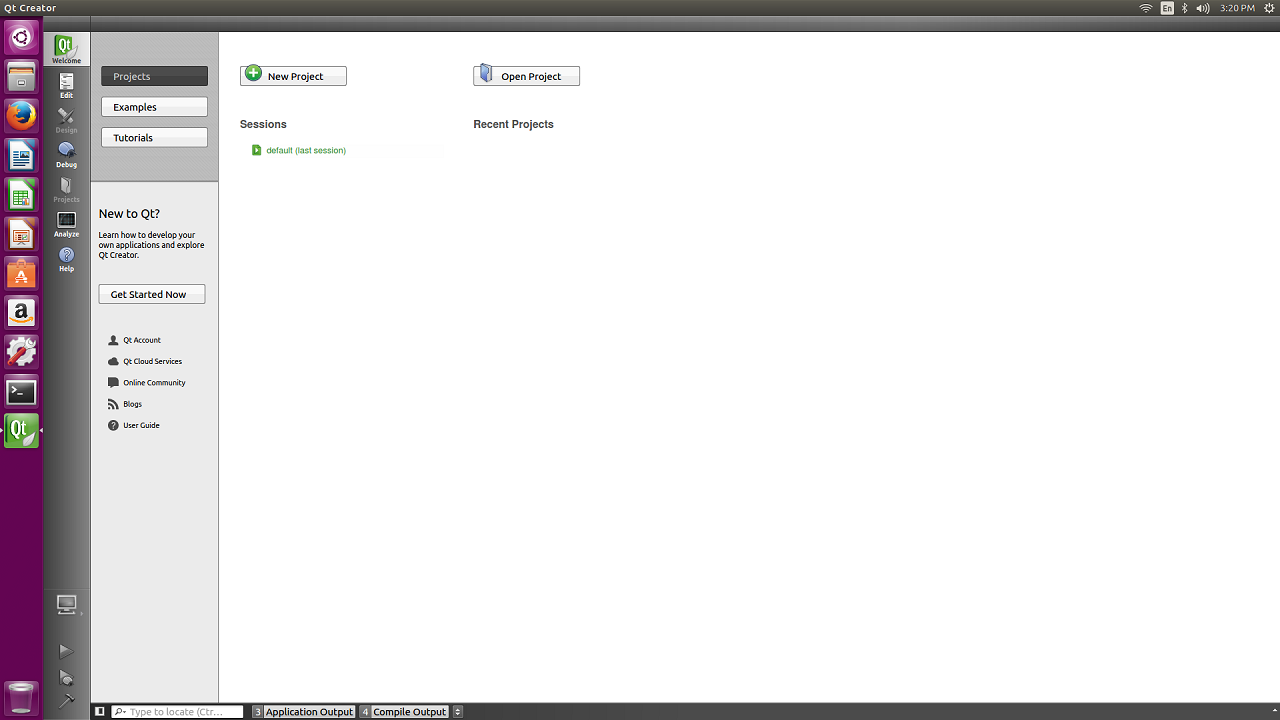 Qt Creator
En
3:20 PM
Qt
Welcome
Edit
Design
Debug
Projects
Analyze
Help
Projects
Examples
Tutorials
New to Qt?
Learn how to develop your
own applications and explore
Qt Creator.
Get Started Now
Qt Account
Qt Cloud Services
Online Community
Blogs
User Guide
New Project
Open Project
Sessions
Recent Projects
default (last session)
A
a
>_
Qt
Type to locate (Ctr...
3 Application Output
4 Compile Output